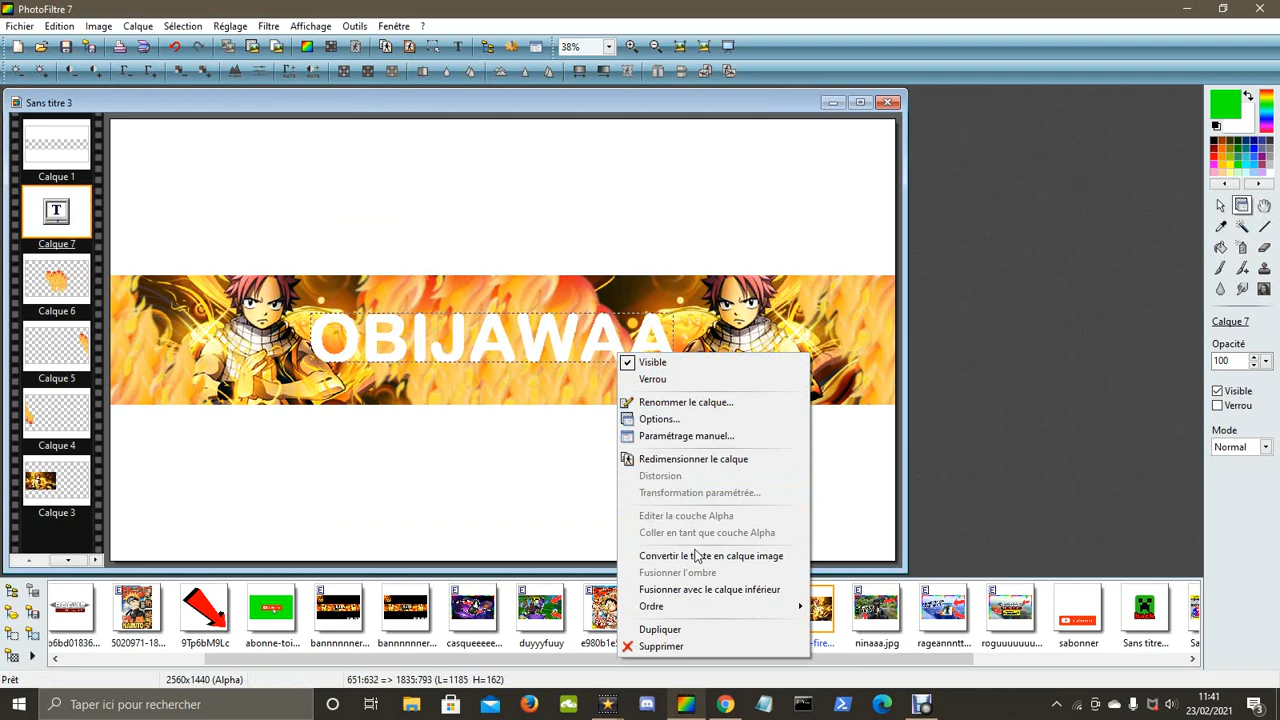 PhotoFiltre 7
Fichier Edition Image Calque Sélection Réglage Filtre Affichage Outils Fenêtre ?
38%
Sans titre 3
Calque 1
Calque 7
Calque 6
Calque 5
Calque 4
Calque 3
OBIJAWAA
Visible
Verrou
Renommer le calque...
Options...
Paramétrage manuel...
Redimensionner le calque
Distorsion
Transformation paramétrée...
Editer la couche Alpha
Coller en tant que couche Alpha
Convertir le texte en calque image
Fusionner l'ombre
Fusionner avec le calque inférieur
Ordre
Dupliquer
Supprimer
Calque 7
Opacité
100
Visible
Verrou
Mode
Normal
6bd01836... 5020971-18... 9Tp6bM9Lc abonne-toi... bannnnnner... bannnnnner... casqueeeee... duyyyfuuy e980b1e5... ninaaa.jpg rageannntt... roguuuuuu... sabonner Sans titre...
Prêt 2560x1440 (Alpha) 651:632 => 1835:793 (L=1185 H=162)
Taper ici pour rechercher
11:41
23/02/2021